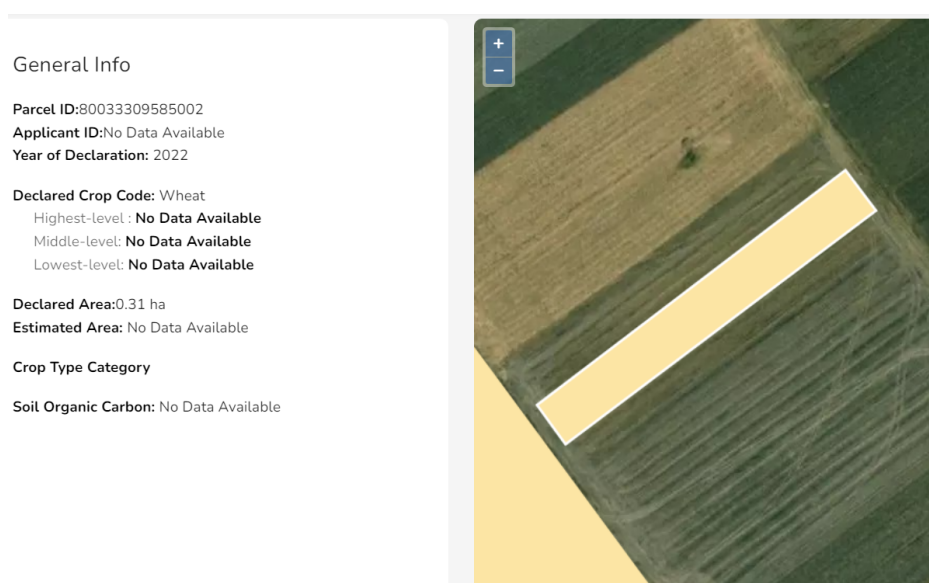 General Info
Parcel ID:80033309585002
Applicant ID:No Data Available
Year of Declaration: 2022
Declared Crop Code: Wheat
Highest-level : No Data Available
Middle-level: No Data Available
Lowest-level: No Data Available
Declared Area:0.31 ha
Estimated Area: No Data Available
Crop Type Category
Soil Organic Carbon: No Data Available
+
−